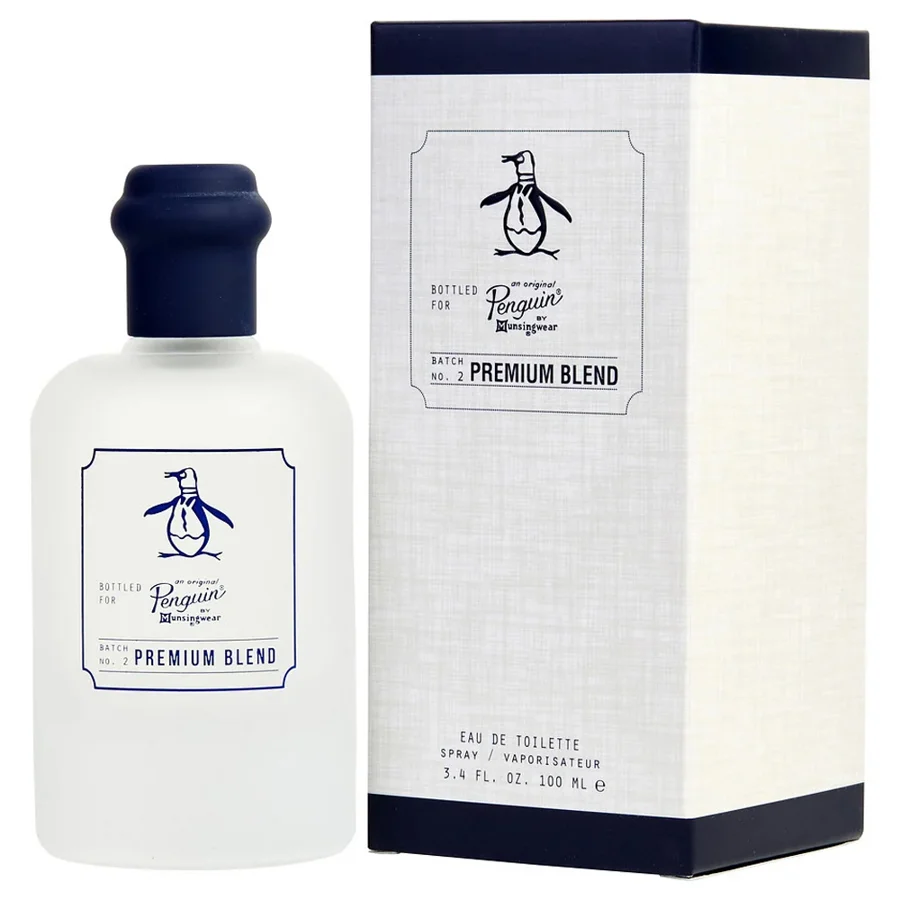 BOTTLED
FOR
an original
Penguin®
BY
Munsingwear
®
BATCH
NO. 2 PREMIUM BLEND
BOTTLED
FOR
an original
Penguin®
BY
Munsingwear
®
BATCH
NO. 2 PREMIUM BLEND
EAU DE TOILETTE
SPRAY / VAPORISATEUR
3.4 FL. OZ. 100 ML ℮